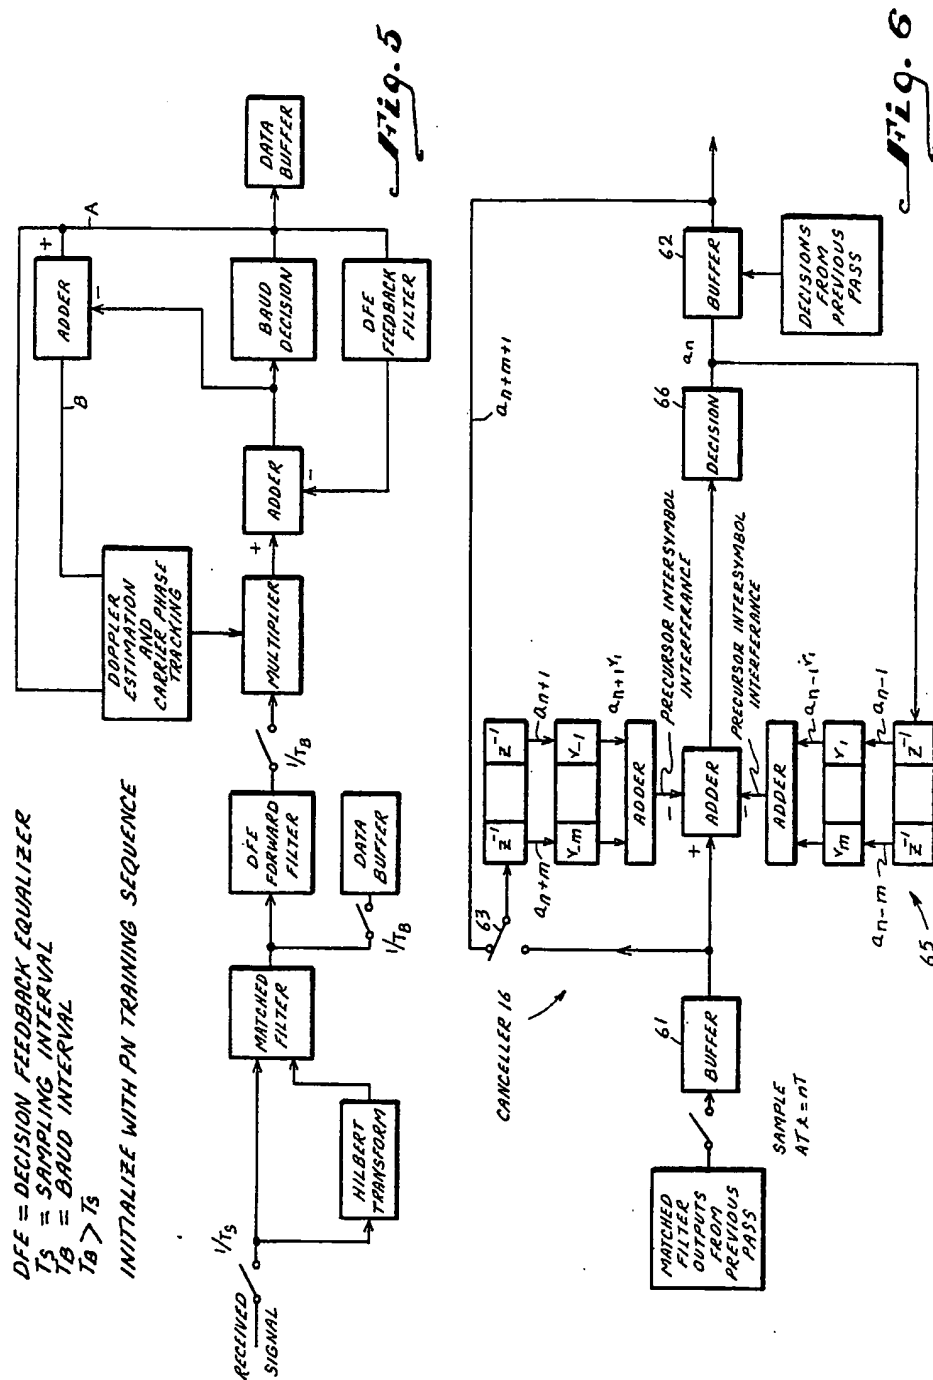 DFE = DECISION FEEDBACK EQUALIZER
TS = SAMPLING INTERVAL
TB = BAUD INTERVAL
TB > TS
INITIALIZE WITH PN TRAINING SEQUENCE
RECEIVED
SIGNAL
1/TS
HILBERT
TRANSFORM
MATCHED
FILTER
1/TB
DATA
BUFFER
DFE
FORWARD
FILTER
1/TB
MULTIPLIER
DOPPLER
ESTIMATION
AND
CARRIER PHASE
TRACKING
+
ADDER
-
B
ADDER
+
-
A
BAUD
DECISION
DFE
FEEDBACK
FILTER
DATA
BUFFER
Fig. 5
MATCHED
FILTER
OUTPUTS
FROM
PREVIOUS
PASS
SAMPLE
AT t=nT
61
BUFFER
CANCELLER 16
63
z-1
z-1
an+m
an+1
γ-m
γ-1
an+1γ1
ADDER
-
PRECURSOR INTERSYMBOL
INTERFERANCE
+
ADDER
-
PRECURSOR INTERSYMBOL
INTERFERANCE
ADDER
an-1γ1
γm
γ1
an-m
an-1
z-1
z-1
65
66
DECISION
an
62
BUFFER
an+m+1
DECISIONS
FROM
PREVIOUS
PASS
Fig. 6